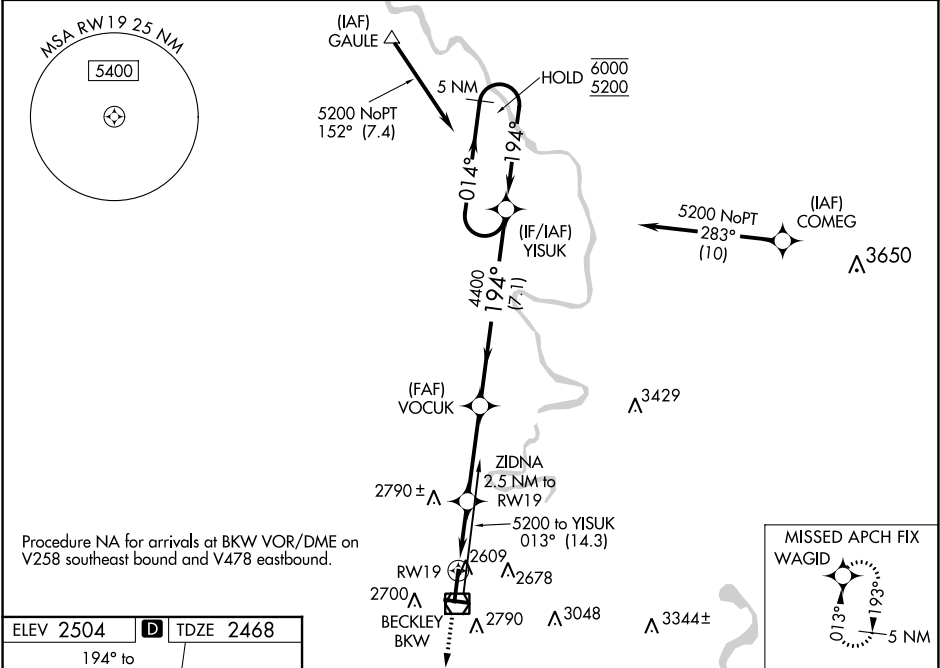 MSA RW19 25 NM
5400
(IAF)
GAULE
5200 NoPT
152° (7.4)
5 NM
HOLD
6000
5200
014°
194°
(IF/IAF)
YISUK
5200 NoPT
283°
(10)
(IAF)
COMEG
3650
4400
194°
(7.1)
(FAF)
VOCUK
3429
ZIDNA
2.5 NM to
RW19
2790 ±
5200 to YISUK
013° (14.3)
Procedure NA for arrivals at BKW VOR/DME on
V258 southeast bound and V478 eastbound.
RW19
2609
2678
2700
BECKLEY
BKW
2790
3048
3344±
MISSED APCH FIX
WAGID
013°
193°
5 NM
ELEV 2504
D
TDZE 2468
194° to